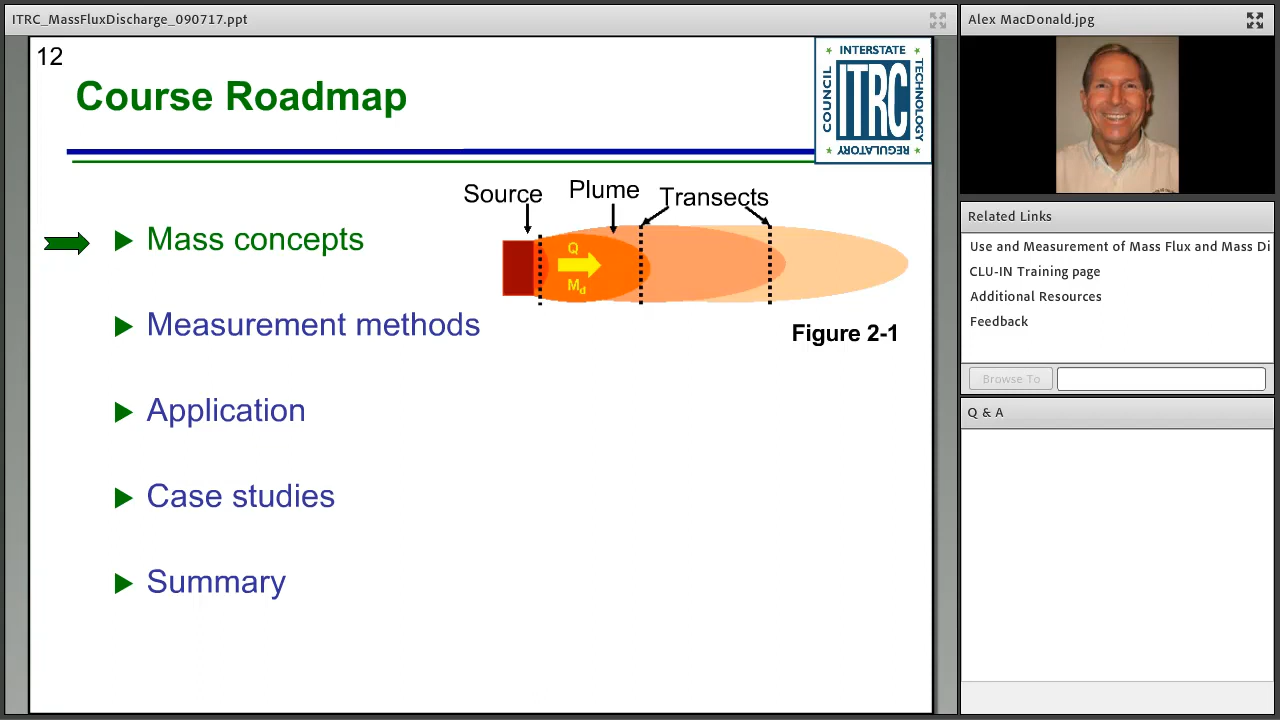 ITRC_MassFluxDischarge_090717.ppt
12
Course Roadmap
INTERSTATE
TECHNOLOGY
REGULATORY
COUNCIL
ITRC
Mass concepts
Measurement methods
Application
Case studies
Summary
Source
Plume
Transects
Q
Md
Figure 2-1
Alex MacDonald.jpg
Related Links
Use and Measurement of Mass Flux and Mass Di
CLU-IN Training page
Additional Resources
Feedback
Browse To
Q & A